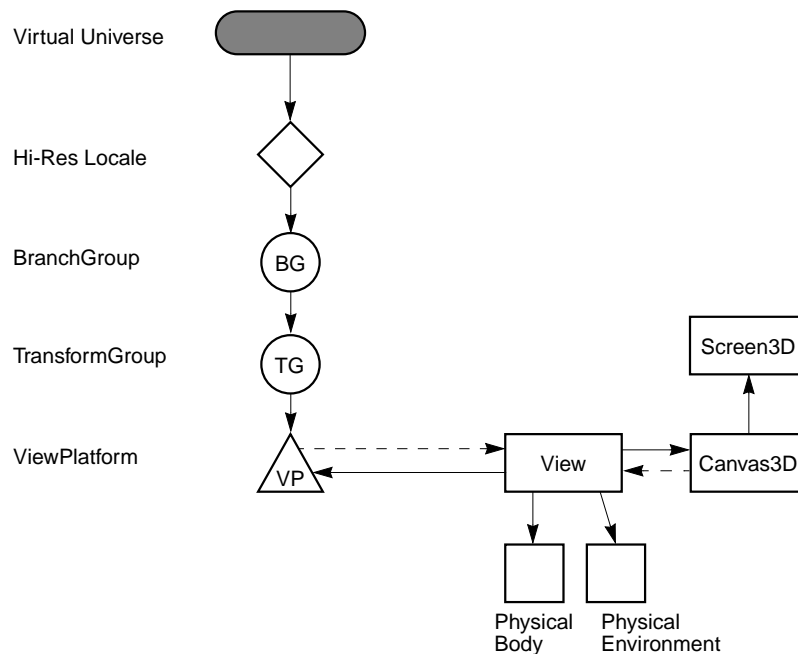 Virtual Universe
Hi-Res Locale
BranchGroup
BG
TransformGroup
TG
Screen3D
ViewPlatform
VP
View
Canvas3D
Physical
Body
Physical
Environment